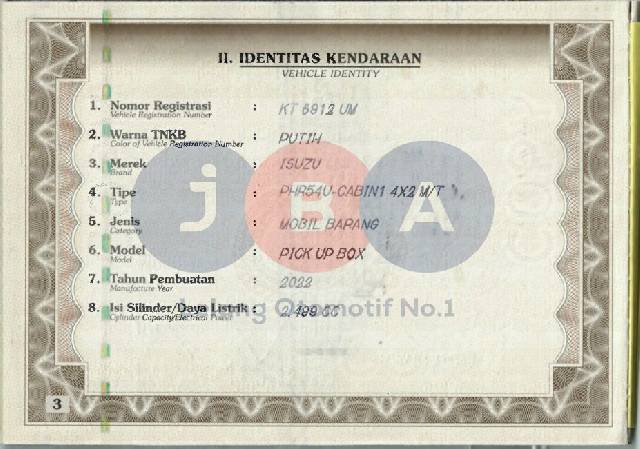 II. IDENTITAS KENDARAAN
VEHICLE IDENTITY
1. Nomor Registrasi : KT 8912 UM
Vehicle Registration Number
2. Warna TNKB : PUTIH
Color of Vehicle Registration Number
3. Merek : ISUZU
Brand
4. Tipe : PHR54U-CABIN1 4X2 M/T
Type
5. Jenis : MOBIL BARANG
Category
6. Model : PICK UP BOX
Model
7. Tahun Pembuatan : 2022
Manufacture Year
8. Isi Silinder/Daya Listrik : 2,499 CC
Cylinder Capacity/Electrical Power
JBA
Otomotif No.1
3